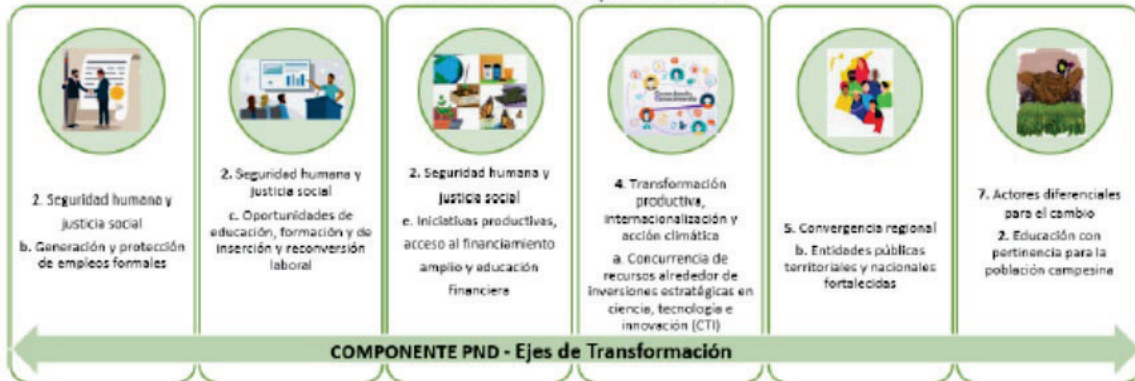 2. Seguridad humana y
justicia social
b. Generación y protección
de empleos formales
2. Seguridad humana y
justicia social
c. Oportunidades de
educación, formación y de
inserción y reconversión
laboral
2. Seguridad humana y
justicia social
e. Iniciativas productivas,
acceso al financiamiento
amplio y educación
financiera
4. Transformación
productiva,
internacionalización y
acción climática
a. Concurrencia de
recursos alrededor de
inversiones estratégicas en
ciencia, tecnología e
innovación (CTI)
5. Convergencia regional
b. Entidades públicas
territoriales y nacionales
fortalecidas
7. Actores diferenciales
para el cambio
2. Educación con
pertinencia para la
población campesina
COMPONENTE PND - Ejes de Transformación